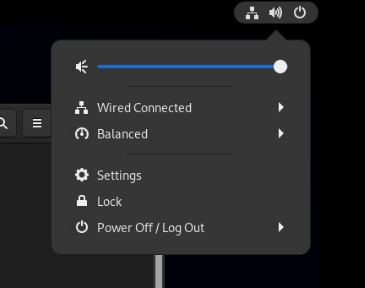 Wired Connected
Balanced
Settings
Lock
Power Off / Log Out